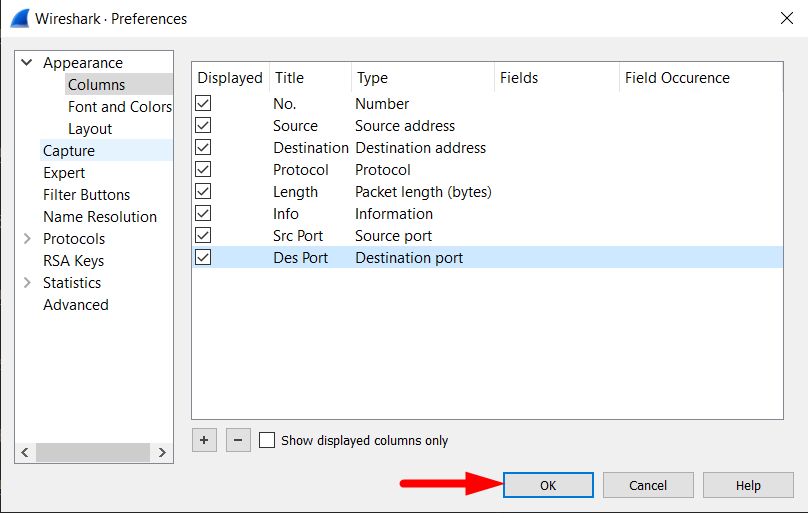 Wireshark · Preferences
Appearance
Columns
Font and Colors
Layout
Capture
Expert
Filter Buttons
Name Resolution
Protocols
RSA Keys
Statistics
Advanced
Displayed Title Type Fields Field Occurence
No. Number
Source Source address
Destination Destination address
Protocol Protocol
Length Packet length (bytes)
Info Information
Src Port Source port
Des Port Destination port
Show displayed columns only
OK Cancel Help